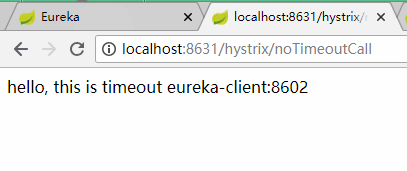 Eureka
localhost:8631/hystrix/
localhost:8631/hystrix/noTimeoutCall
hello, this is timeout eureka-client:8602